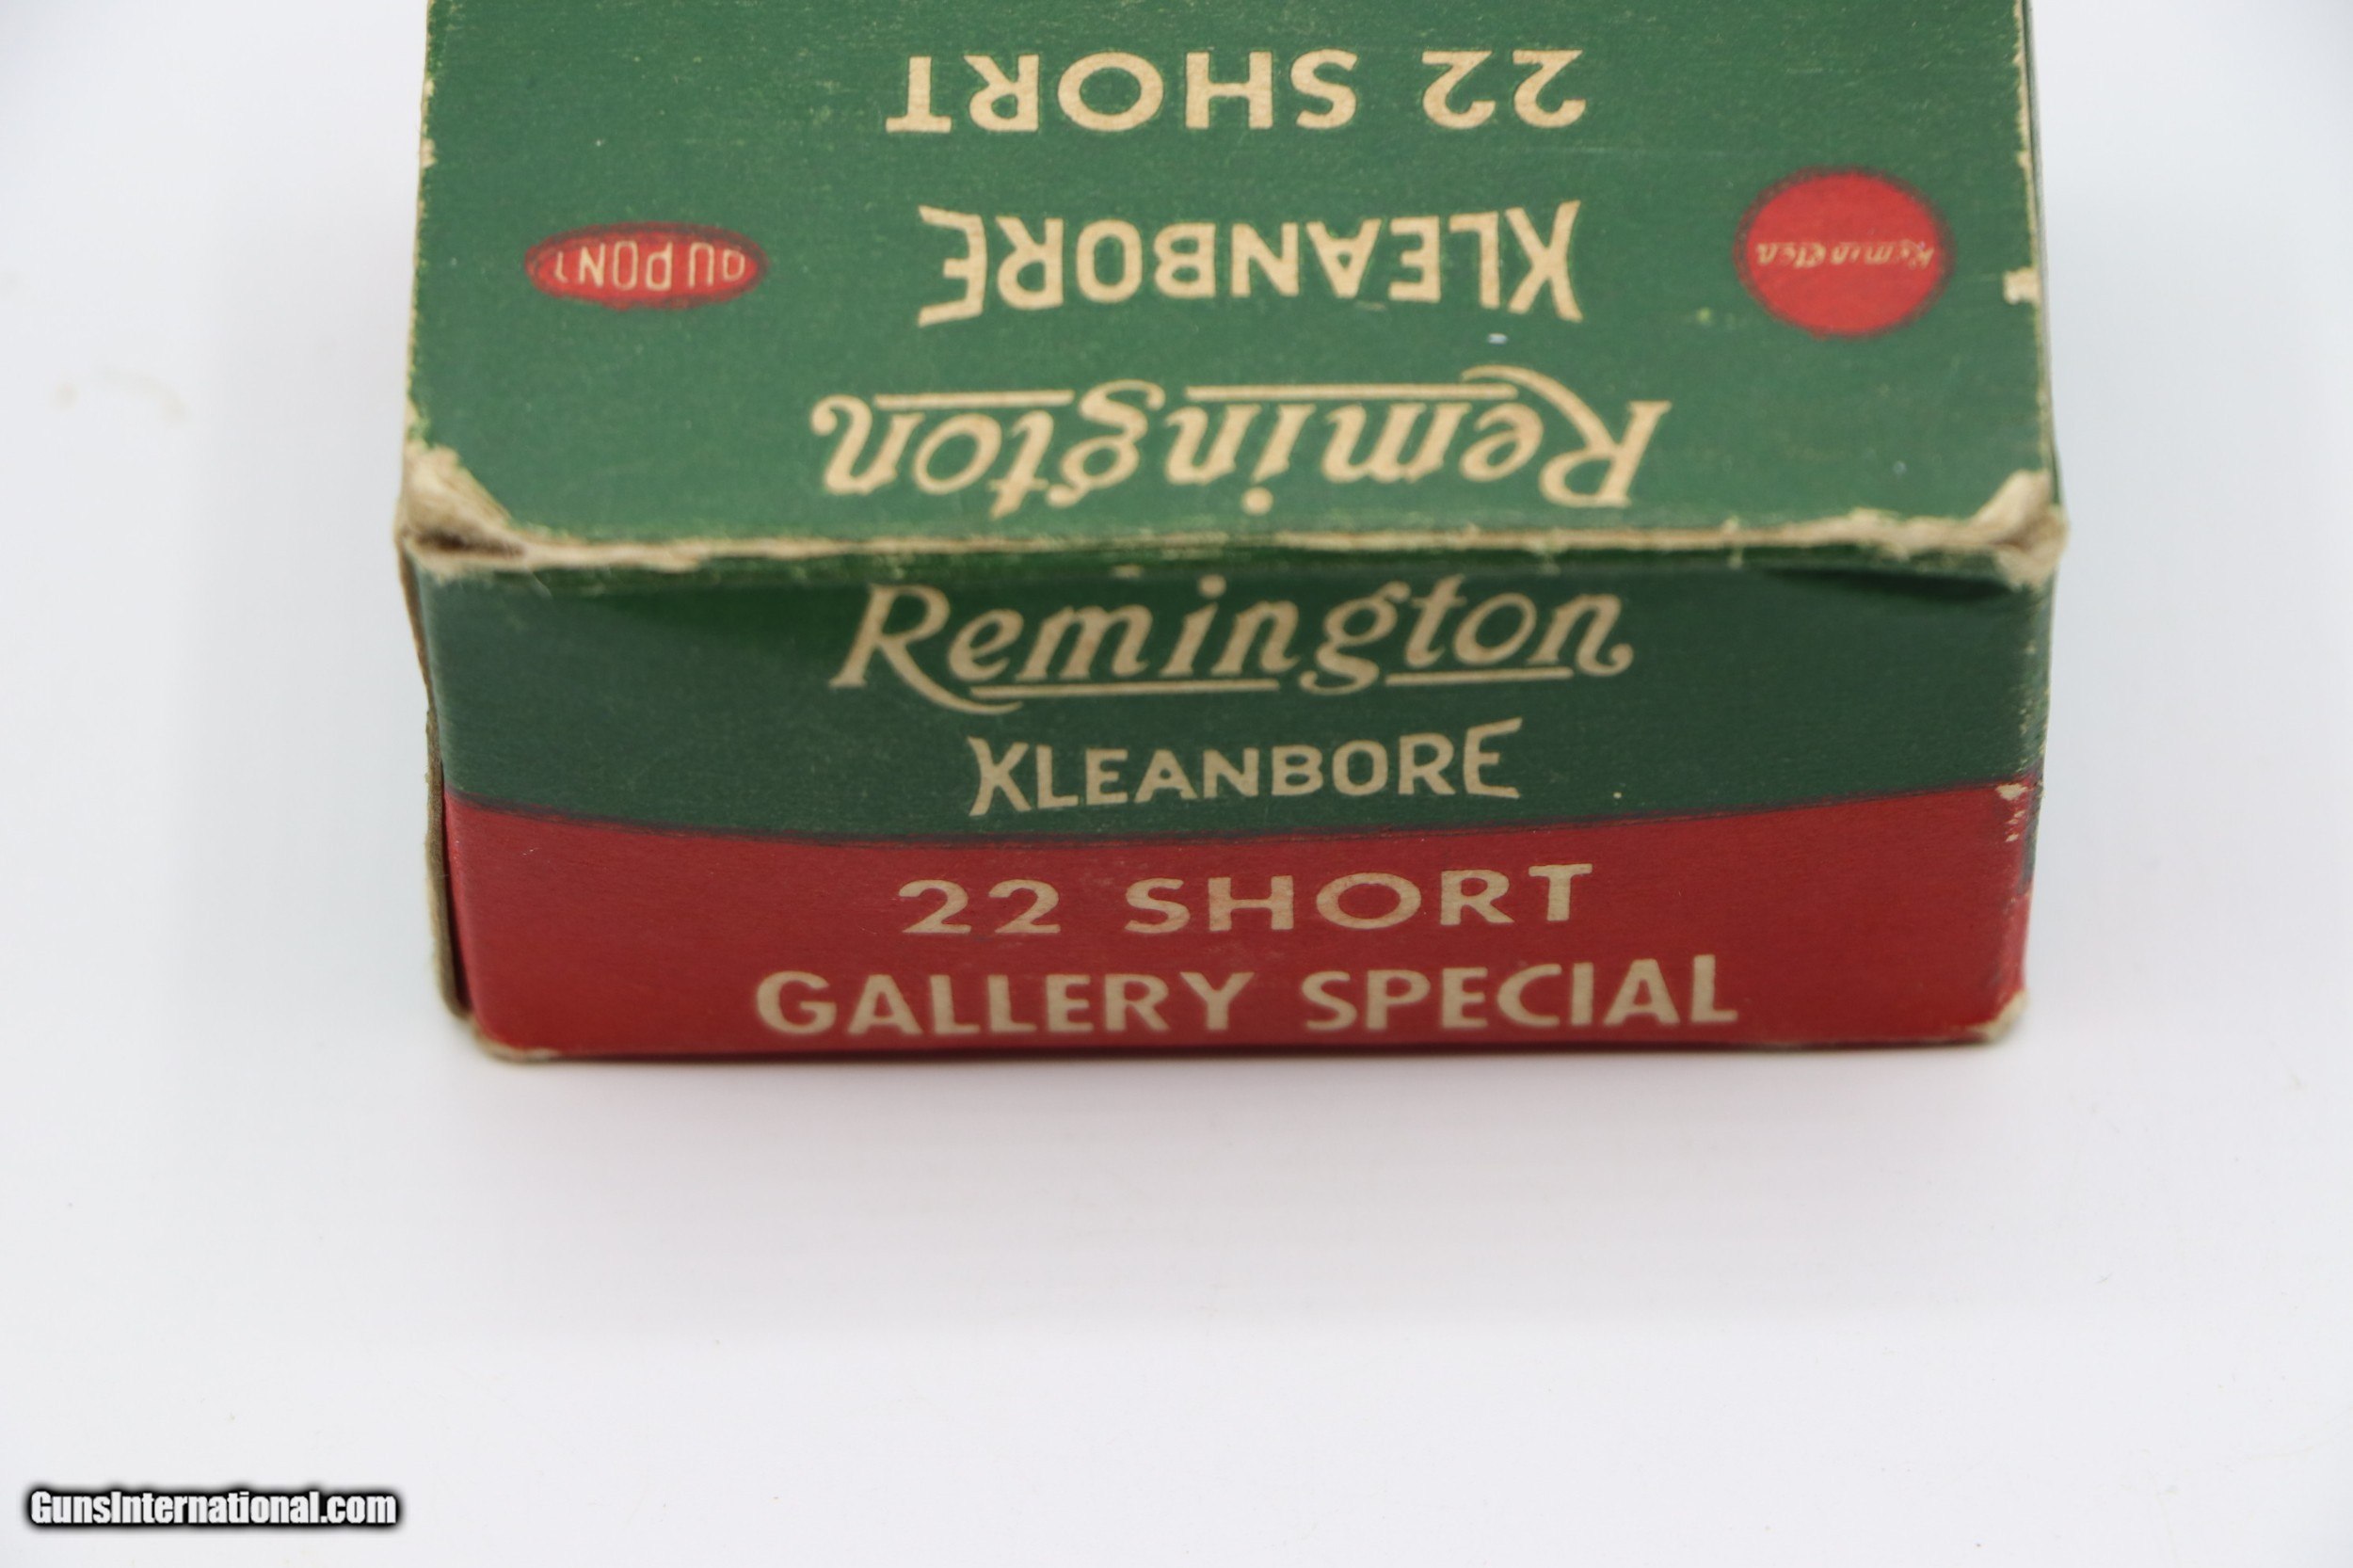 22 SHORT
KLEANBORE
DU PONT
Remington
Remington
Remington
KLEANBORE
22 SHORT
GALLERY SPECIAL
GunsInternational.com